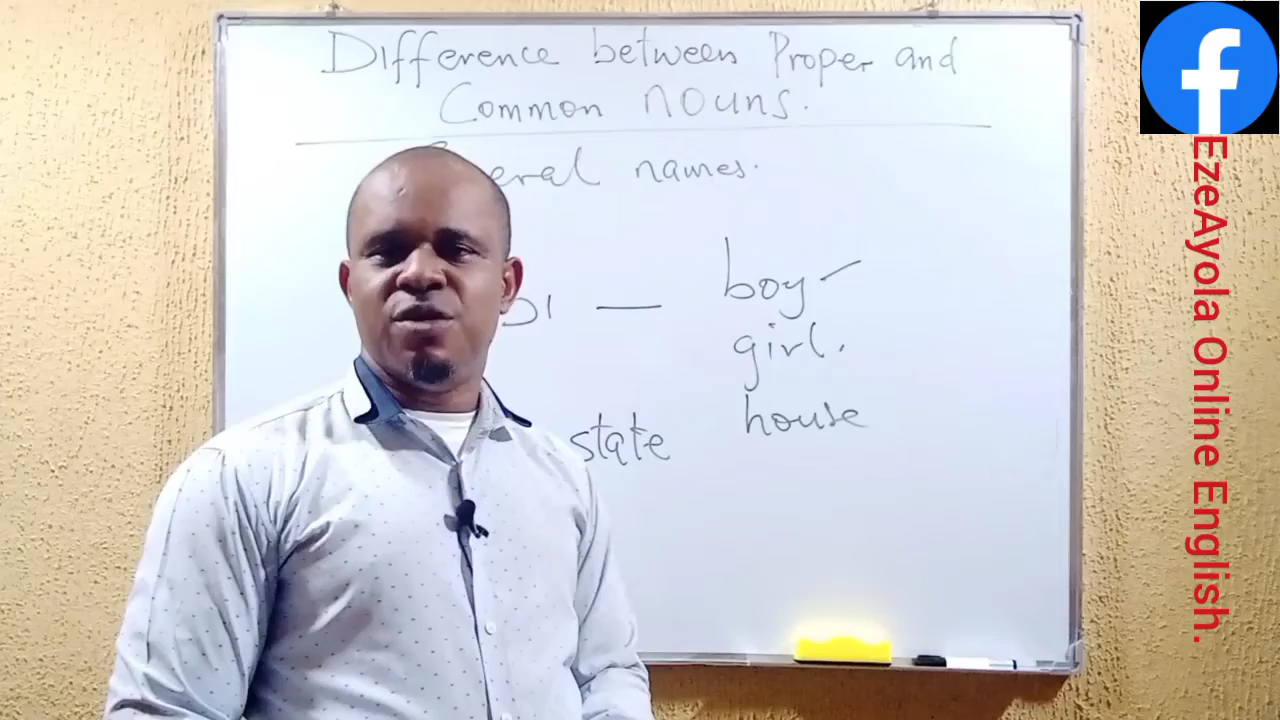 Difference between Proper and
Common nouns.
names.
boy
girl.
state
house
EzeAyola Online English.